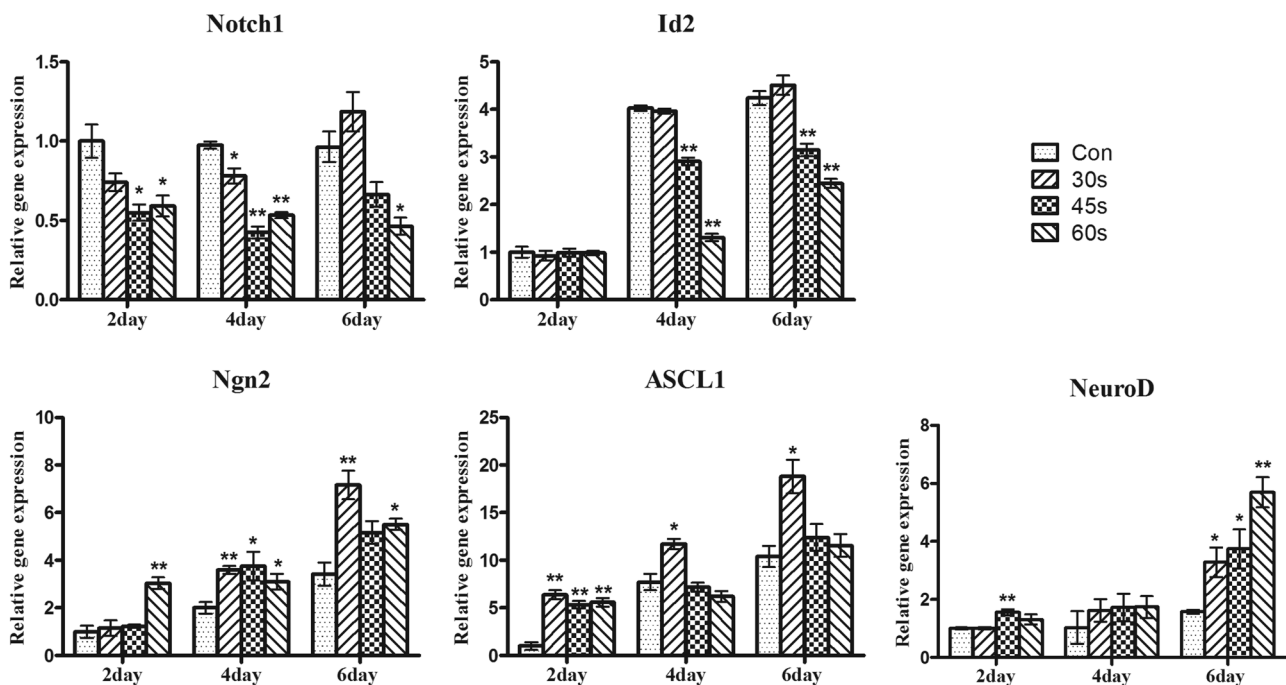 Notch1
Relative gene expression
1.5
1.0
0.5
0.0
* *
* ** **
*
2day 4day 6day
Id2
Relative gene expression
5
4
3
2
1
0
** **
** **
2day 4day 6day
Con
30s
45s
60s
Ngn2
Relative gene expression
10
8
6
4
2
0
**
** * *
** *
2day 4day 6day
ASCL1
Relative gene expression
25
20
15
10
5
0
** ** **
*
*
2day 4day 6day
NeuroD
Relative gene expression
8
6
4
2
0
**
* * **
2day 4day 6day